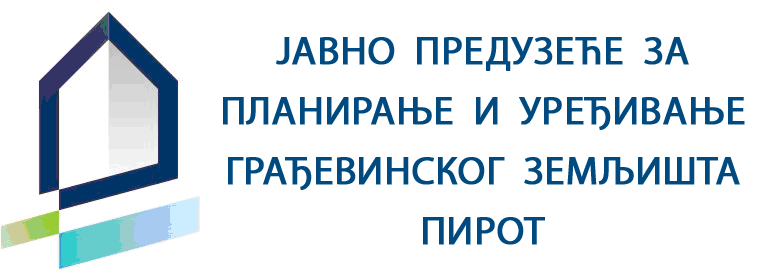 ЈАВНО ПРЕДУЗЕЋЕ ЗА
ПЛАНИРАЊЕ И УРЕЂИВАЊЕ
ГРАЂЕВИНСКОГ ЗЕМЉИШТА
ПИРОТ